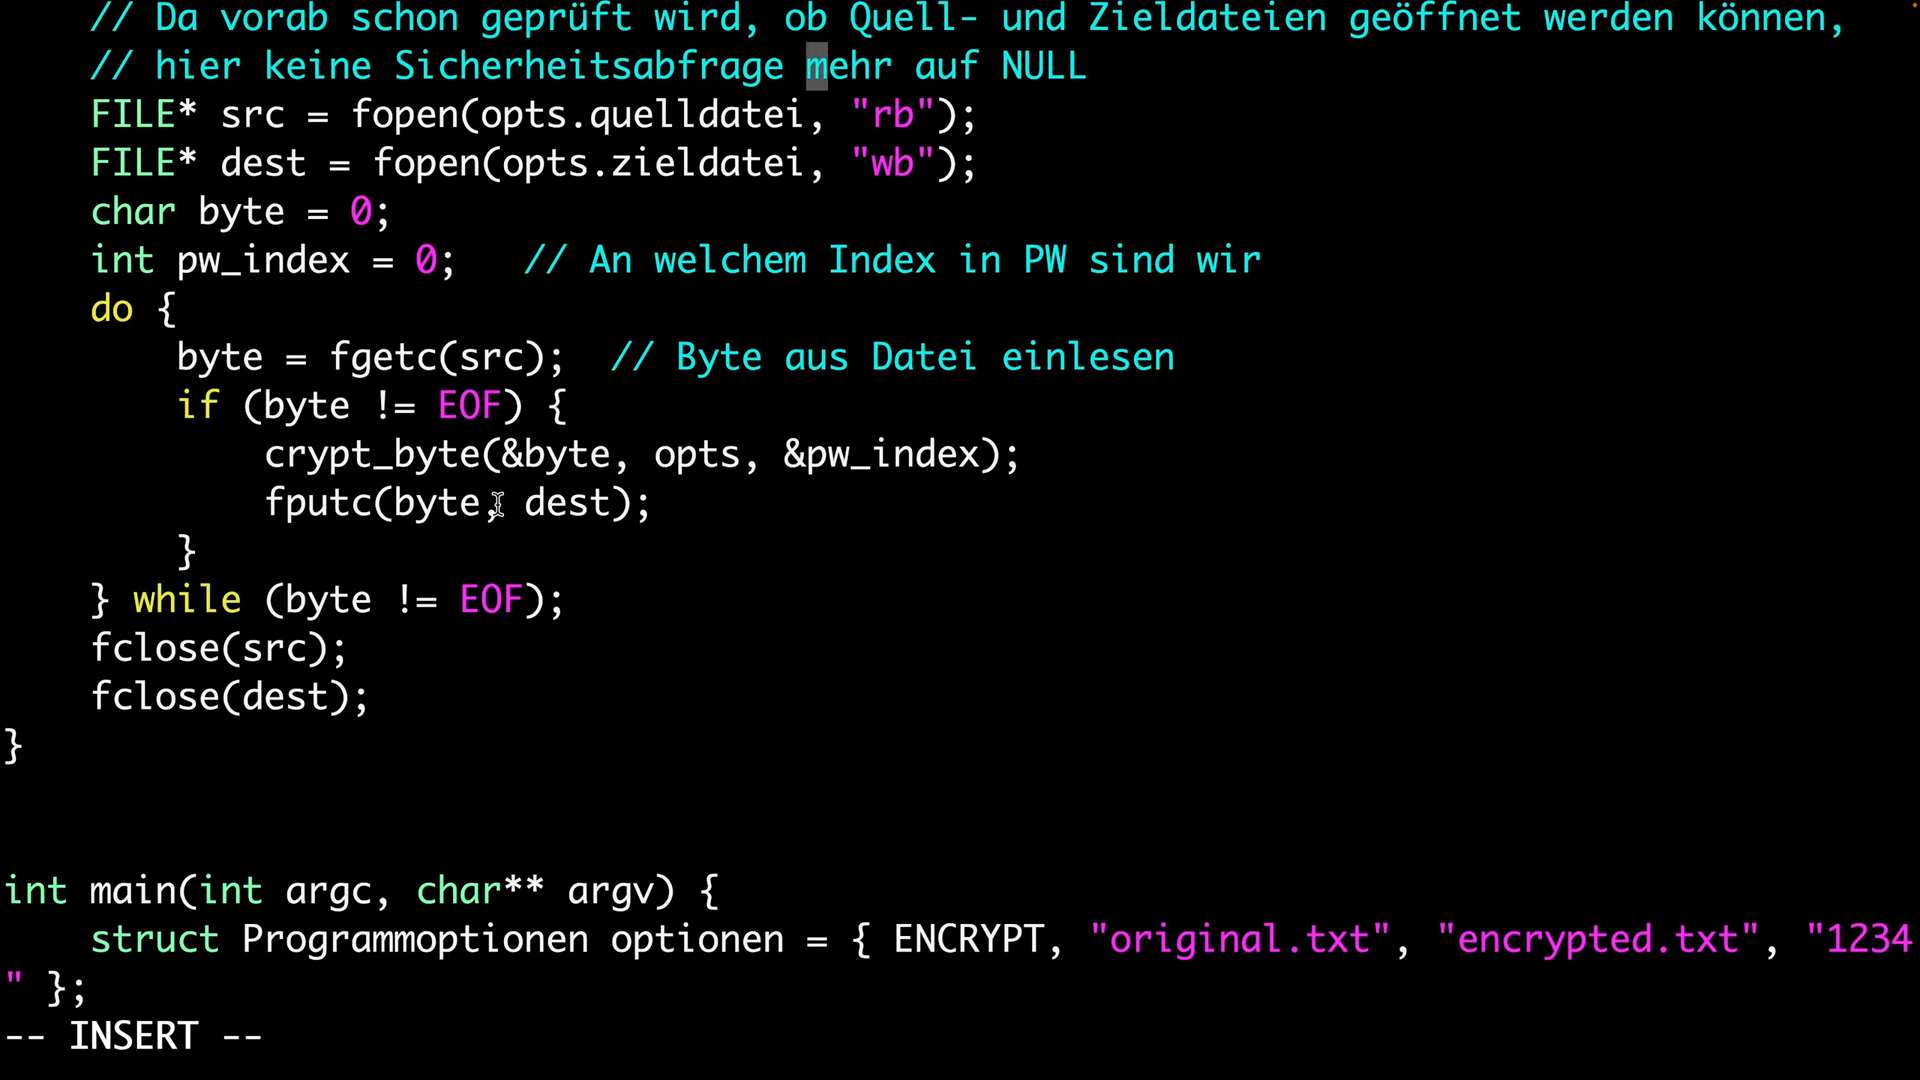 // Da vorab schon geprüft wird, ob Quell- und Zieldateien geöffnet werden können,
// hier keine Sicherheitsabfrage mehr auf NULL
FILE* src = fopen(opts.quelldatei, "rb");
FILE* dest = fopen(opts.zieldatei, "wb");
char byte = 0;
int pw_index = 0;   // An welchem Index in PW sind wir
do {
byte = fgetc(src);  // Byte aus Datei einlesen
if (byte != EOF) {
crypt_byte(&byte, opts, &pw_index);
fputc(byte, dest);
}
} while (byte != EOF);
fclose(src);
fclose(dest);
}
int main(int argc, char** argv) {
struct Programmoptionen optionen = { ENCRYPT, "original.txt", "encrypted.txt", "1234
" };
-- INSERT --